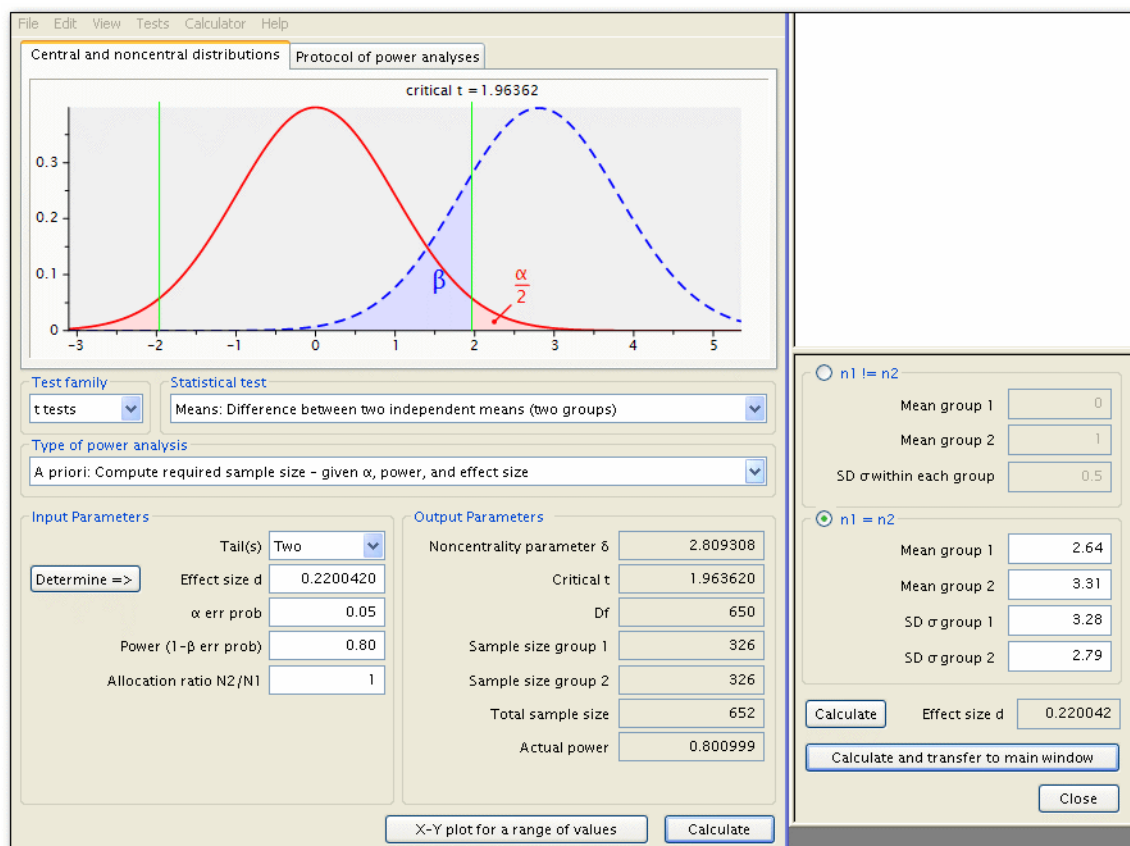 File Edit View Tests Calculator Help
Central and noncentral distributions
Protocol of power analyses
critical t = 1.96362
0.3
0.2
0.1
0
β
α
2
-3 -2 -1 0 1 2 3 4 5
Test family
t tests
Statistical test
Means: Difference between two independent means (two groups)
Type of power analysis
A priori: Compute required sample size – given α, power, and effect size
Input Parameters
Tail(s) Two
Determine => Effect size d 0.2200420
α err prob 0.05
Power (1-β err prob) 0.80
Allocation ratio N2/N1 1
Output Parameters
Noncentrality parameter δ 2.809308
Critical t 1.963620
Df 650
Sample size group 1 326
Sample size group 2 326
Total sample size 652
Actual power 0.800999
X-Y plot for a range of values
Calculate
n1 != n2
Mean group 1 0
Mean group 2 1
SD σ within each group 0.5
n1 = n2
Mean group 1 2.64
Mean group 2 3.31
SD σ group 1 3.28
SD σ group 2 2.79
Calculate Effect size d 0.220042
Calculate and transfer to main window
Close